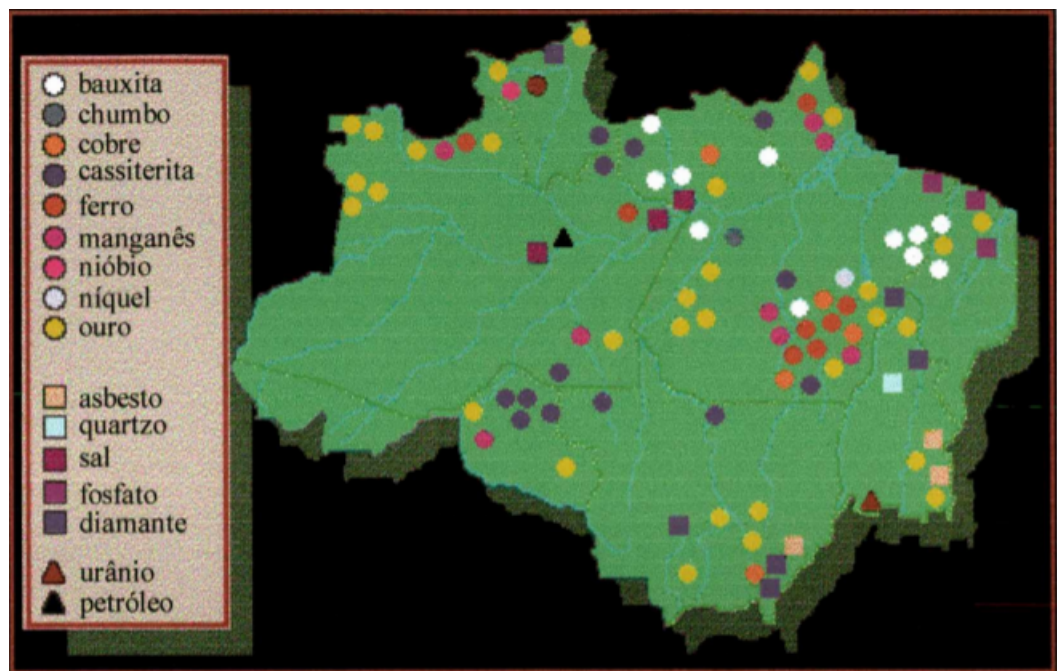 bauxita
chumbo
cobre
cassiterita
ferro
manganês
nióbio
níquel
ouro
asbesto
quartzo
sal
fosfato
diamante
urânio
petróleo